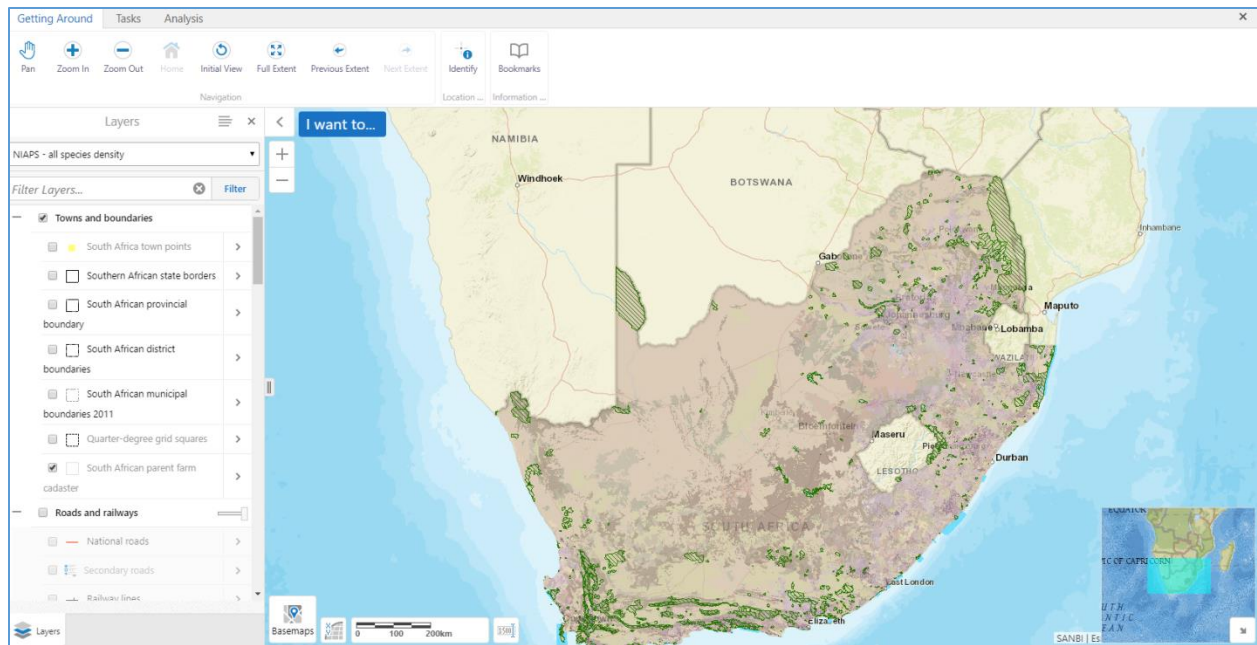 Getting Around Tasks Analysis
Pan Zoom In Zoom Out Home Initial View Full Extent Previous Extent Next Extent Identify Bookmarks
Navigation Location ... Information ...
Layers
I want to...
NIAPS - all species density
Filter Layers... Filter
Towns and boundaries
South Africa town points
Southern African state borders
South African provincial
boundary
South African district
boundaries
South African municipal
boundaries 2011
Quarter-degree grid squares
South African parent farm
cadaster
Roads and railways
National roads
Secondary roads
Railway lines
Layers
NAMIBIA
Windhoek
BOTSWANA
Inhambane
Maputo
Lobamba
Maseru
LESOTHO
Durban
SOUTH AFRICA
East London
Basemaps
0 100 200km
SANBI | Es
EQUATOR